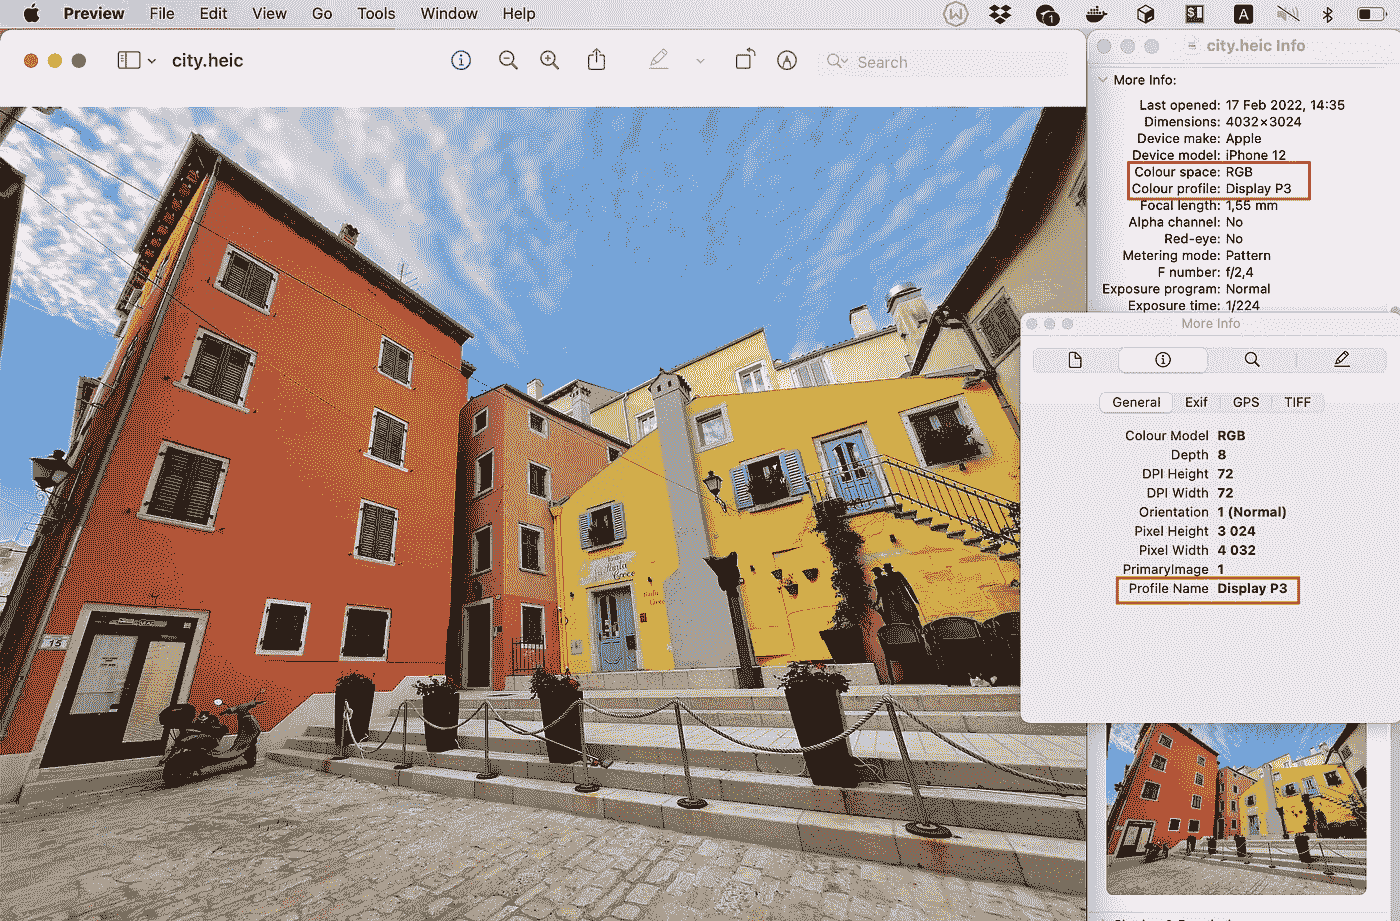 Preview File Edit View Go Tools Window Help
1
A
city.heic
Search
city.heic Info
More Info:
Last opened: 17 Feb 2022, 14:35
Dimensions: 4032×3024
Device make: Apple
Device model: iPhone 12
Colour space: RGB
Colour profile: Display P3
Focal length: 1,55 mm
Alpha channel: No
Red-eye: No
Metering mode: Pattern
F number: f/2,4
Exposure program: Normal
Exposure time: 1/224
More Info
General Exif GPS TIFF
Colour Model RGB
Depth 8
DPI Height 72
DPI Width 72
Orientation 1 (Normal)
Pixel Height 3 024
Pixel Width 4 032
PrimaryImage 1
Profile Name Display P3
15